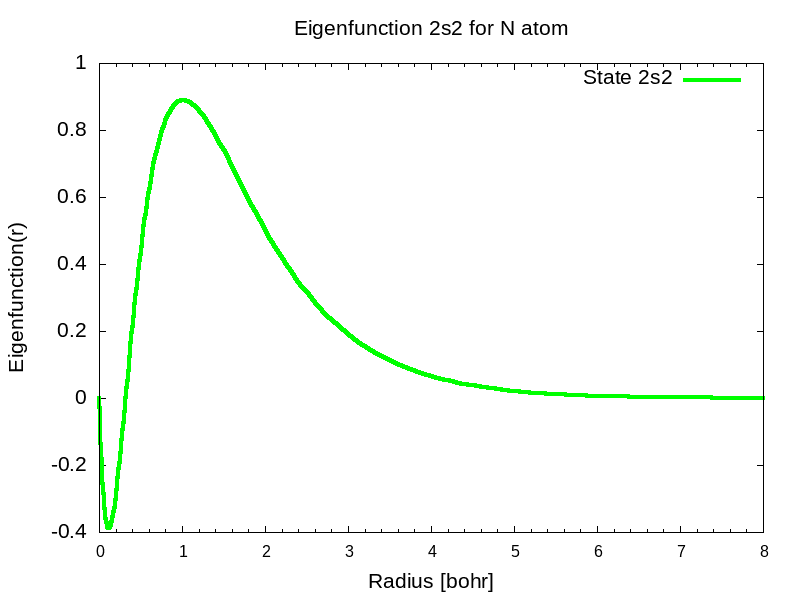 Eigenfunction 2s2 for N atom
State 2s2
1
0.8
0.6
0.4
0.2
0
-0.2
-0.4
Eigenfunction(r)
0 1 2 3 4 5 6 7 8
Radius [bohr]